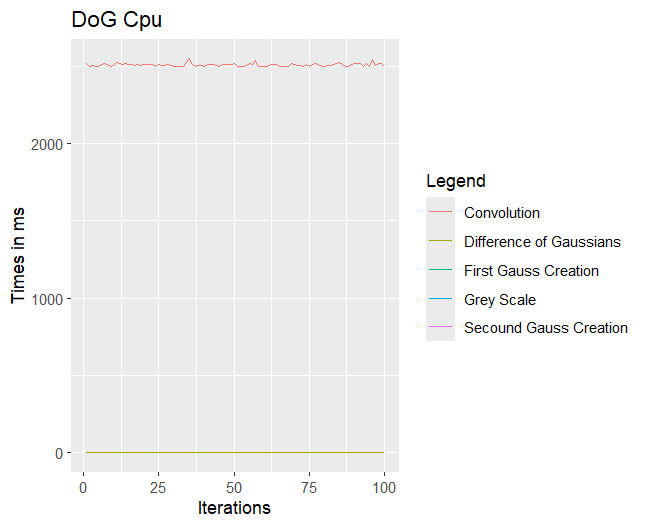 DoG Cpu
Times in ms
2000
1000
0
0 25 50 75 100
Iterations
Legend
Convolution
Difference of Gaussians
First Gauss Creation
Grey Scale
Secound Gauss Creation